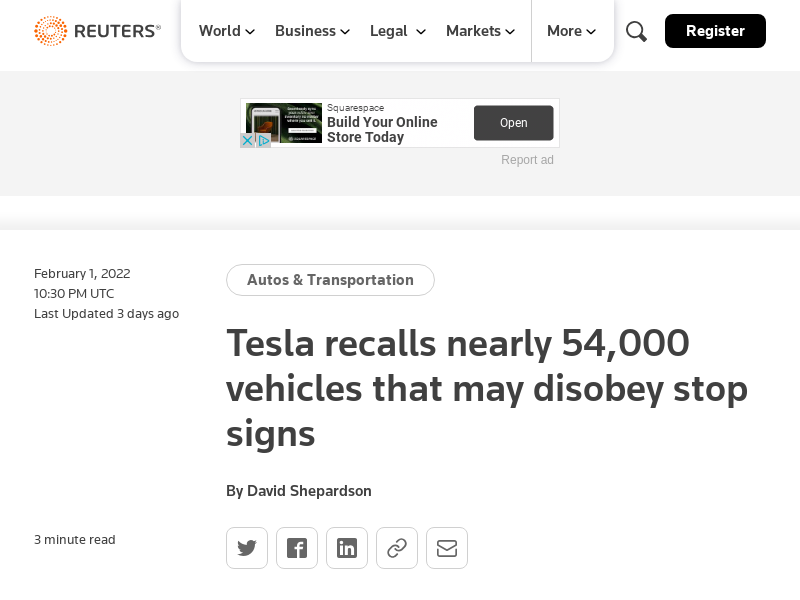 REUTERS®
World
Business
Legal
Markets
More
Register
Squarespace
Build Your Online
Store Today
Open
Report ad
February 1, 2022
10:30 PM UTC
Last Updated 3 days ago
Autos & Transportation
Tesla recalls nearly 54,000
vehicles that may disobey stop
signs
By David Shepardson
3 minute read